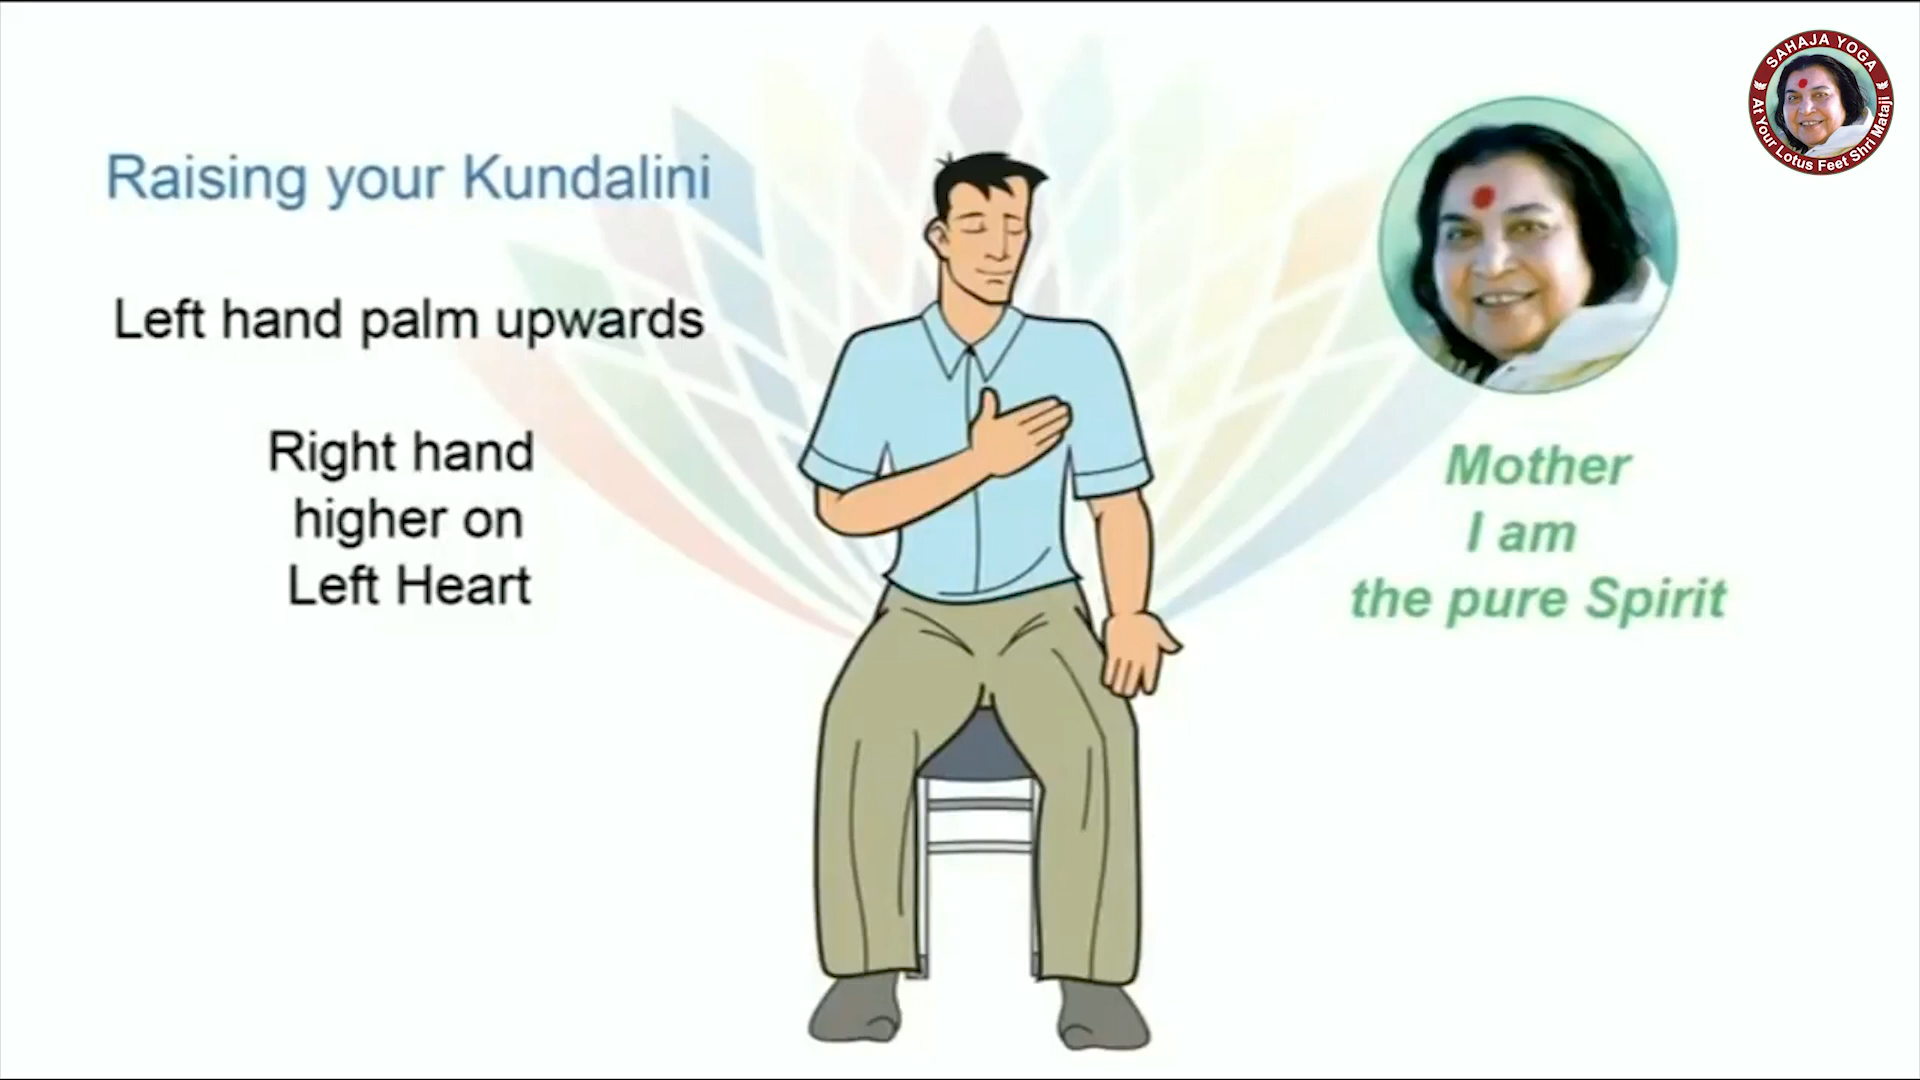 Raising your Kundalini
Left hand palm upwards
Right hand
higher on
Left Heart
Mother
I am
the pure Spirit
SAHAJA YOGA
At Your Lotus Feet Shri Mataji